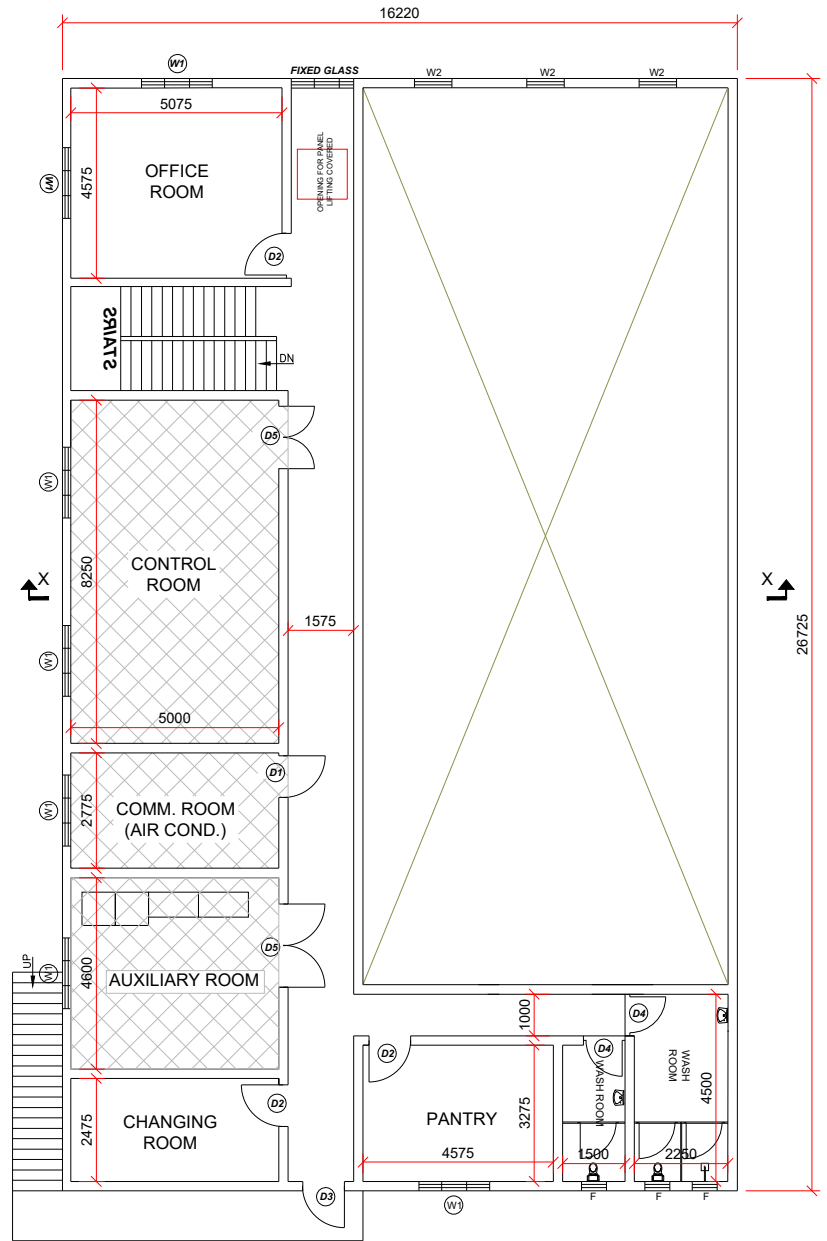 16220
W1
FIXED GLASS
W2
W2
W2
5075
OFFICE
ROOM
4575
W1
OPENING FOR PANEL
LIFTING COVERED
D2
STAIRS
DN
D5
W1
CONTROL
ROOM
8250
X
X
1575
26725
W1
5000
D1
2775
COMM. ROOM
(AIR COND.)
W1
D5
UP
W1
4600
AUXILIARY ROOM
1000
D4
D2
D4
WASH ROOM
WASH
ROOM
4500
2475
CHANGING
ROOM
D2
PANTRY
3275
4575
1500
2250
D3
W1
F
F
F